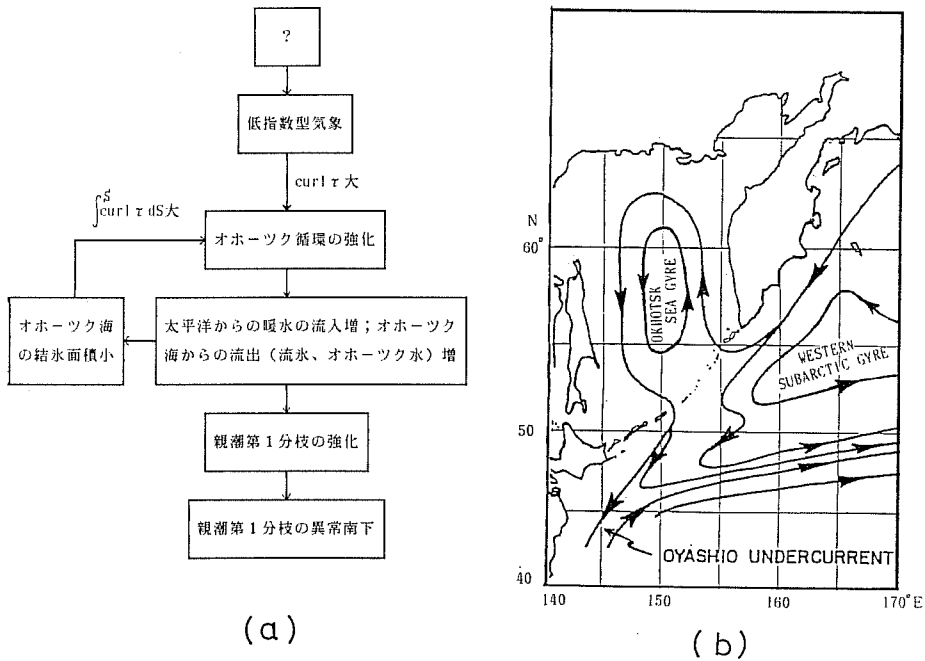 ?
低指数型気象
curl τ 大
∫^S curl τ dS大
オホーツク循環の強化
太平洋からの暖水の流入増；オホーツク
海からの流出（流氷、オホーツク水）増
オホーツク海
の結氷面積小
親潮第１分枝の強化
親潮第１分枝の異常南下
(a)
N
60°
50
40
140
150
160
170°E
OKHOTSK
SEA GYRE
WESTERN
SUBARCTIC GYRE
OYASHIO UNDERCURRENT
(b)